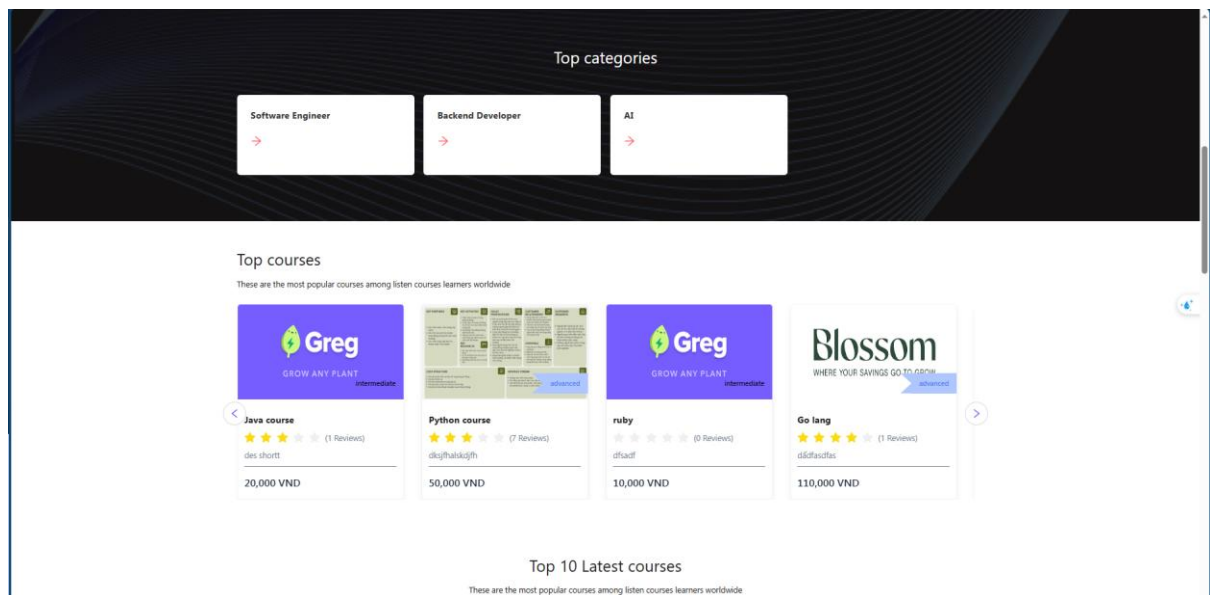 Top categories
Software Engineer
Backend Developer
AI
Top courses
These are the most popular courses among listen courses learners worldwide
Greg
GROW ANY PLANT
intermediate
Java course
(1 Reviews)
des shortt
20,000 VND
advanced
Python course
(7 Reviews)
dksjfhalskdjfh
50,000 VND
Greg
GROW ANY PLANT
intermediate
ruby
(0 Reviews)
dfsadf
10,000 VND
Blossom
WHERE YOUR SAVINGS GO TO GROW
advanced
Go lang
(1 Reviews)
dấdfasdfas
110,000 VND
Top 10 Latest courses
These are the most popular courses among listen courses learners worldwide